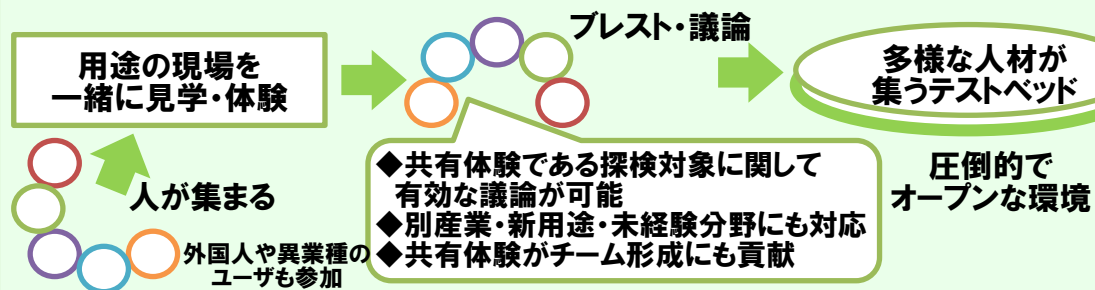 ブレスト・議論
用途の現場を
一緒に見学・体験
多様な人材が
集うテストベッド
人が集まる
外国人や異業種の
ユーザも参加
◆共有体験である探検対象に関して
有効な議論が可能
◆別産業・新用途・未経験分野にも対応
◆共有体験がチーム形成にも貢献
圧倒的で
オープンな環境